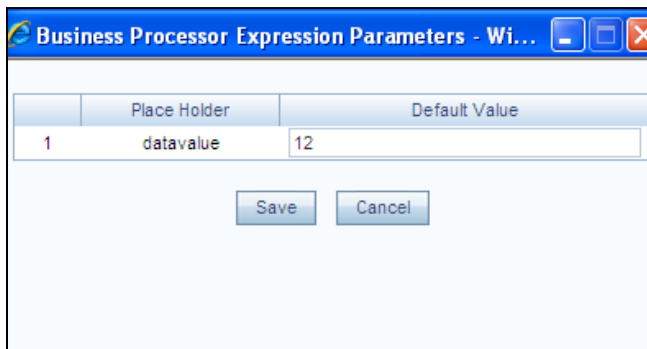 Business Processor Expression Parameters - Wi...
Place Holder Default Value
1 datavalue 12
Save Cancel